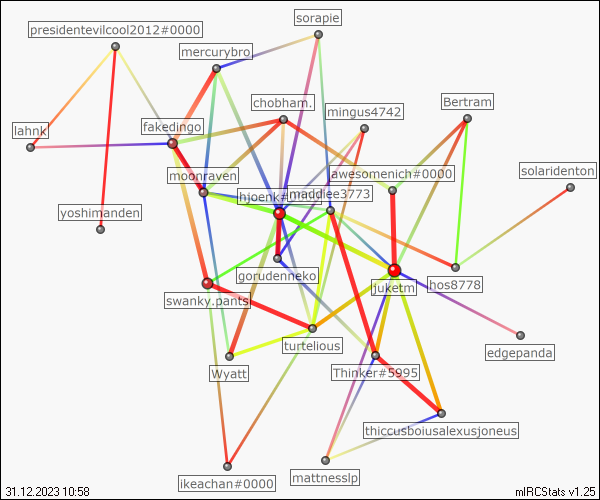 sorapie
presidentevilcool2012#0000
mercurybro
chobham.
Bertram
mingus4742
lahnk
fakedingo
solaridenton
moonraven
awesomenich#0000
maddiee3773
yoshimanden
gorudenneko
hos8778
juketm
swanky.pants
turtelious
edgepanda
Wyatt
Thinker#5995
thiccusboiusalexusjoneus
ikeachan#0000
mattnesslp
31.12.2023 10:58
mIRCStats v1.25